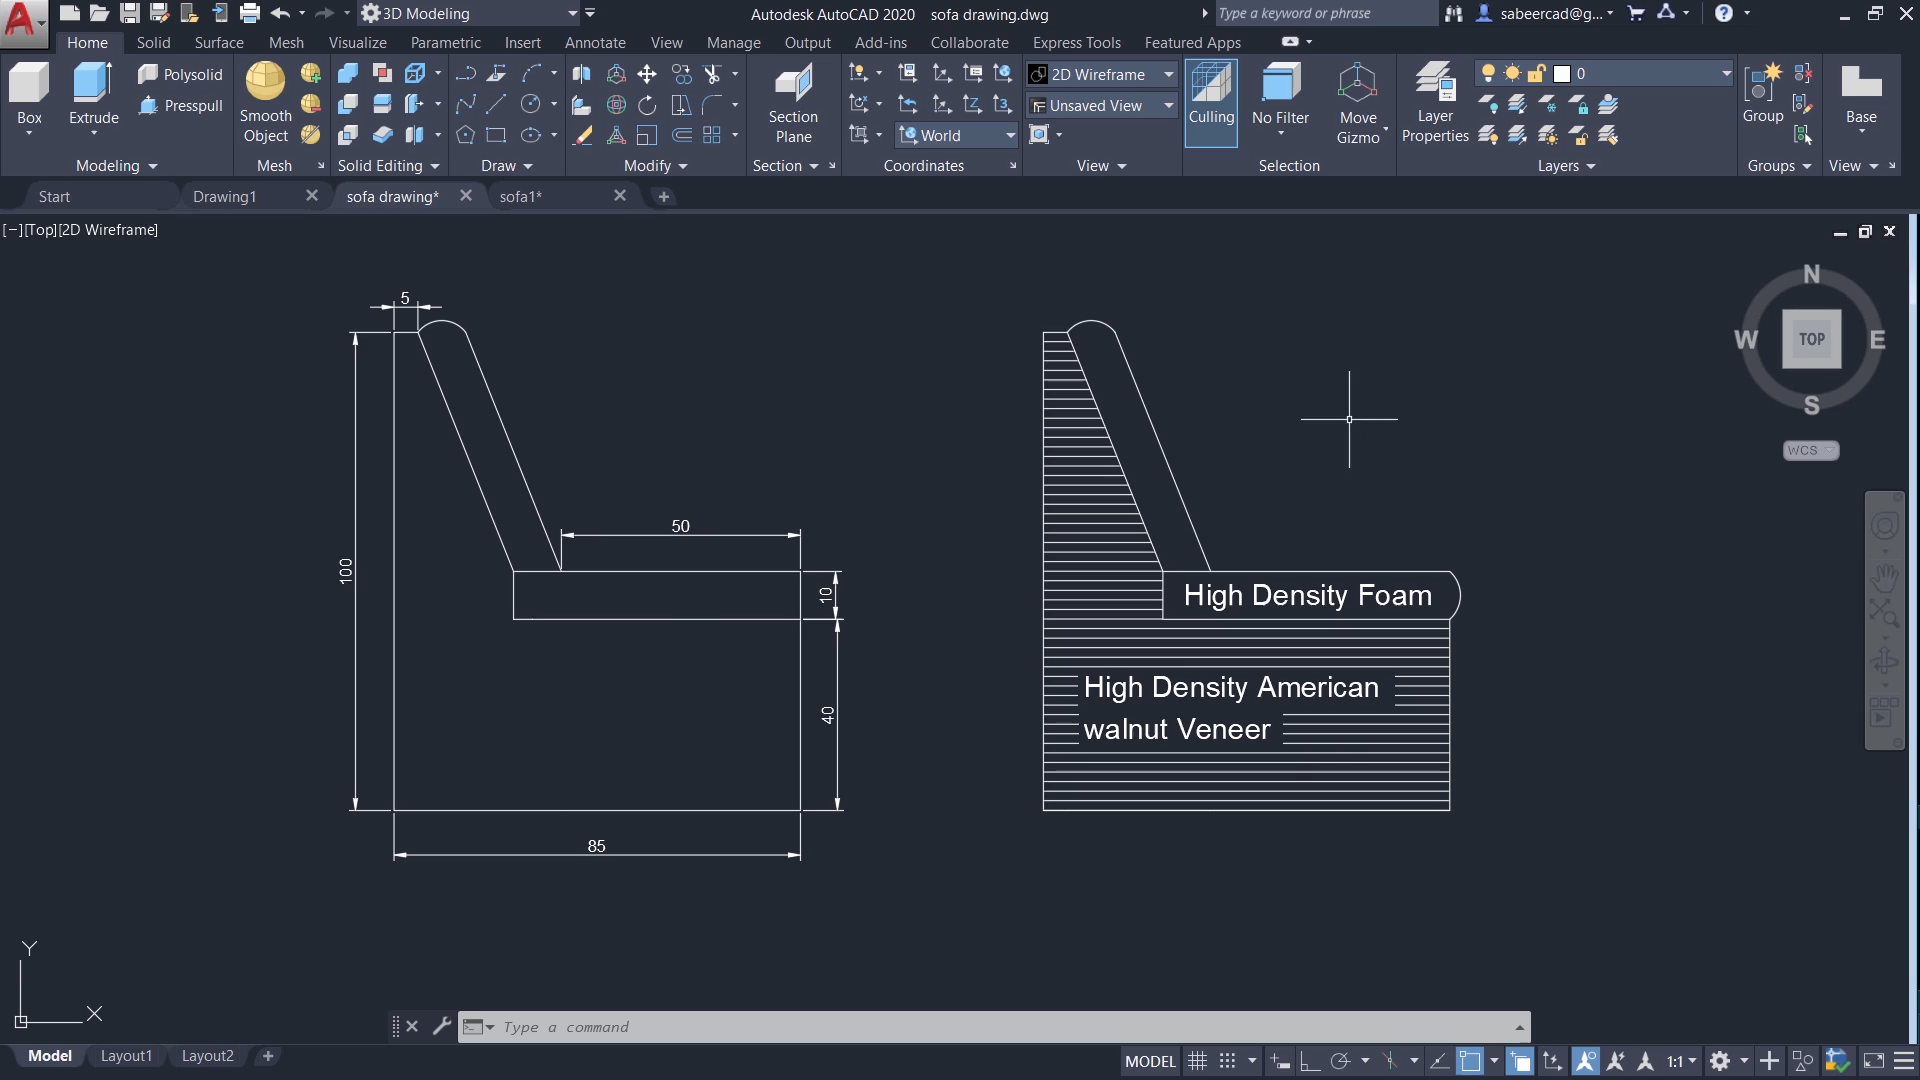 3D Modeling
Autodesk AutoCAD 2020 sofa drawing.dwg
Type a keyword or phrase
sabeercad@g...
Home Solid Surface Mesh Visualize Parametric Insert Annotate View Manage Output Add-ins Collaborate Express Tools Featured Apps
Box
Extrude
Polysolid
Presspull
Modeling
Smooth
Object
Mesh
Solid Editing
Draw
Modify
Section
Plane
Section
World
Coordinates
2D Wireframe
Unsaved View
View
Culling
No Filter
Move
Gizmo
Selection
Layer
Properties
0
Layers
Group
Groups
Base
View
Start Drawing1 sofa drawing* sofa1*
[−][Top][2D Wireframe]
N
W TOP E
S
WCS
5
100
50
10
40
85
High Density Foam
High Density American
walnut Veneer
Y
X
Type a command
Model Layout1 Layout2
MODEL 1:1